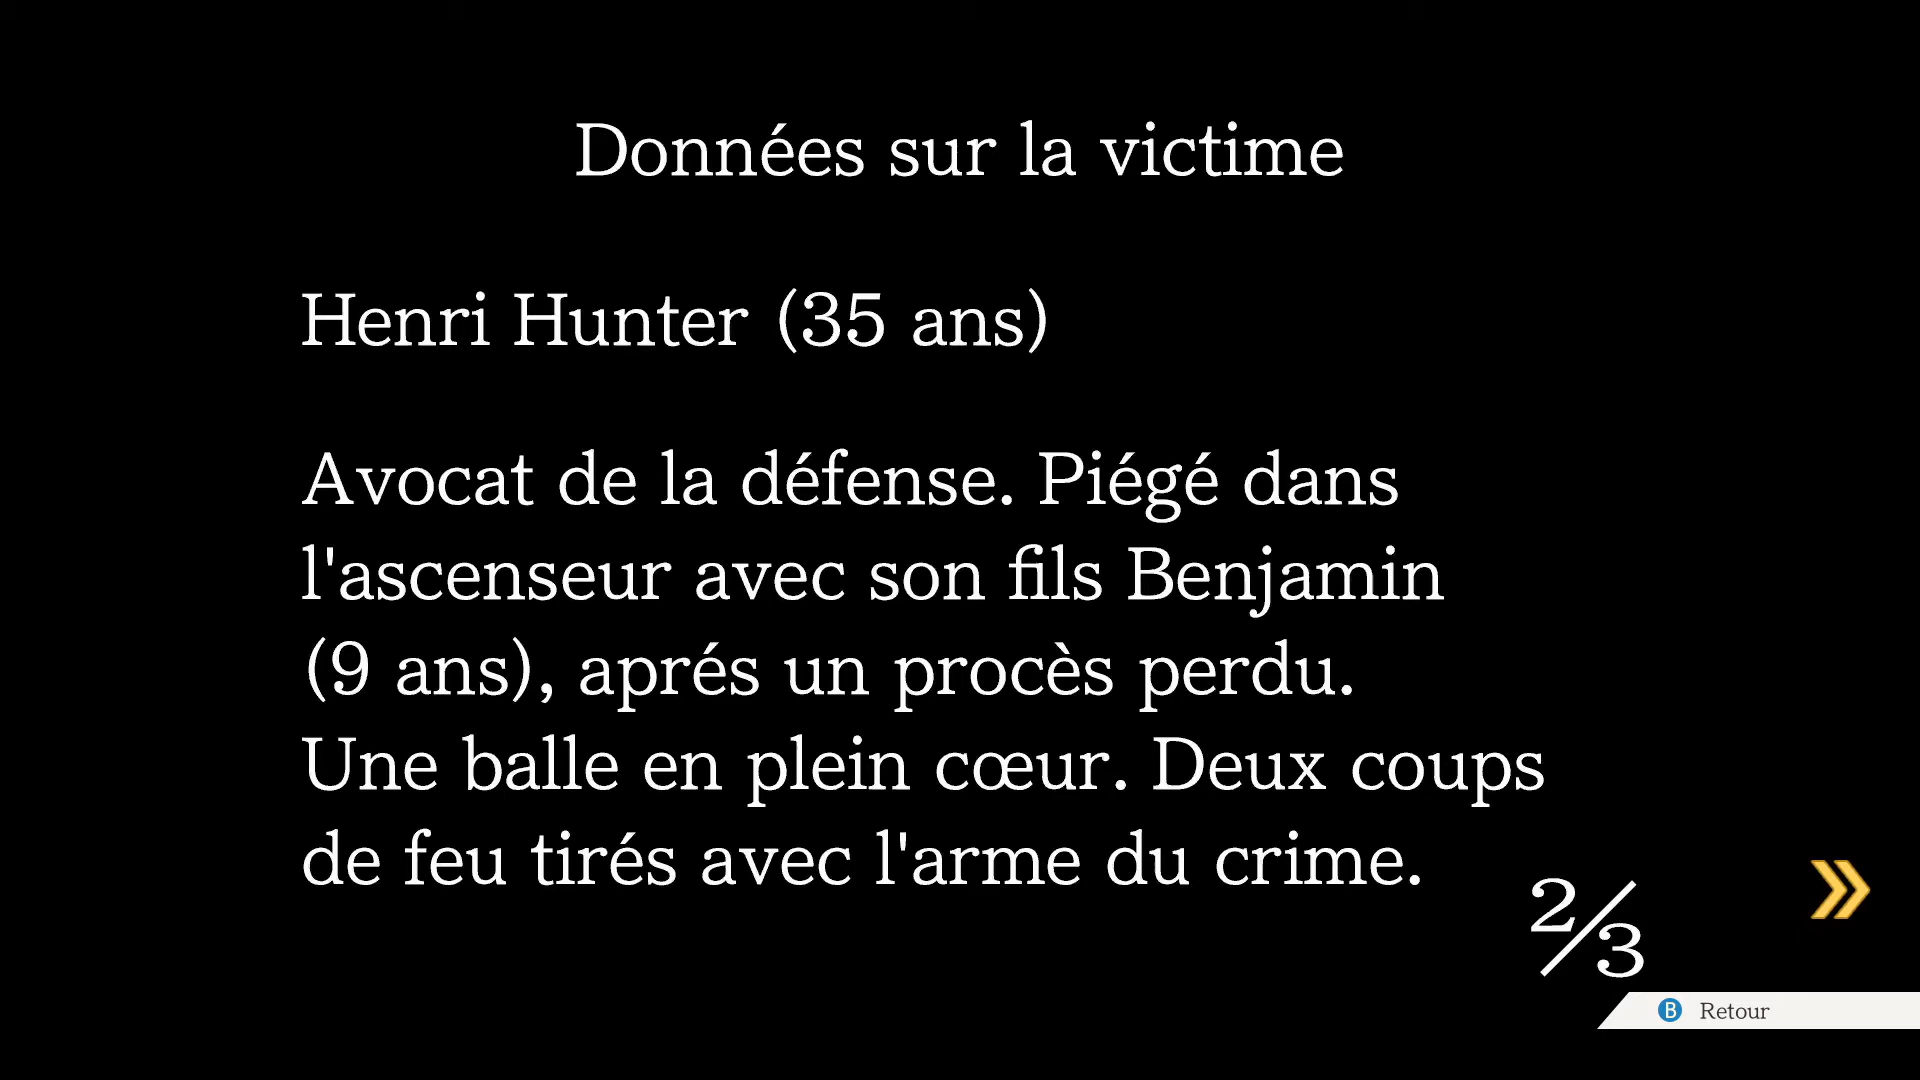 Données sur la victime
Henri Hunter (35 ans)
Avocat de la défense. Piégé dans
l'ascenseur avec son fils Benjamin
(9 ans), aprés un procès perdu.
Une balle en plein cœur. Deux coups
de feu tirés avec l'arme du crime.
2/3
B Retour